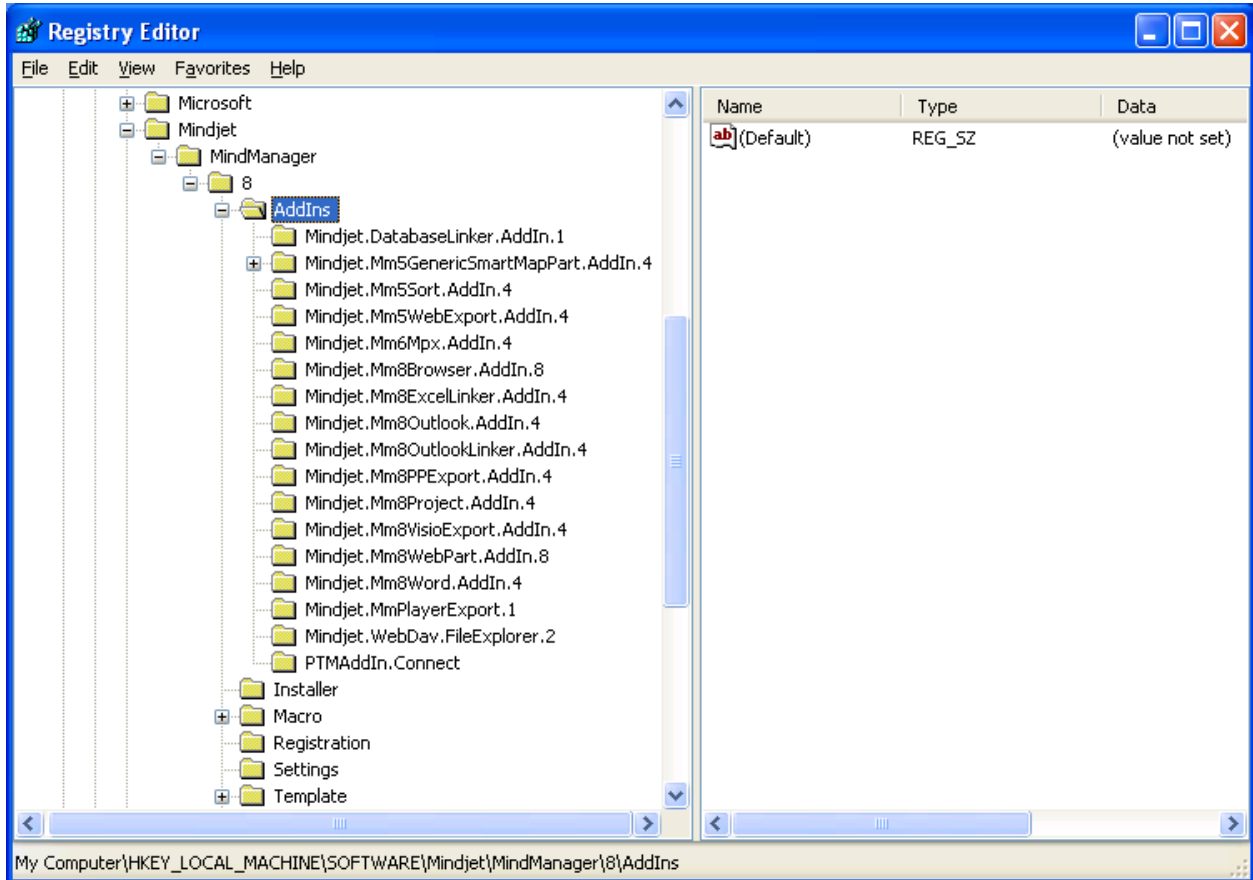 Registry Editor
File Edit View Favorites Help
Microsoft
Mindjet
MindManager
8
AddIns
Mindjet.DatabaseLinker.AddIn.1
Mindjet.Mm5GenericSmartMapPart.AddIn.4
Mindjet.Mm5Sort.AddIn.4
Mindjet.Mm5WebExport.AddIn.4
Mindjet.Mm6Mpx.AddIn.4
Mindjet.Mm8Browser.AddIn.8
Mindjet.Mm8ExcelLinker.AddIn.4
Mindjet.Mm8Outlook.AddIn.4
Mindjet.Mm8OutlookLinker.AddIn.4
Mindjet.Mm8PPExport.AddIn.4
Mindjet.Mm8Project.AddIn.4
Mindjet.Mm8VisioExport.AddIn.4
Mindjet.Mm8WebPart.AddIn.8
Mindjet.Mm8Word.AddIn.4
Mindjet.MmPlayerExport.1
Mindjet.WebDav.FileExplorer.2
PTMAddIn.Connect
Installer
Macro
Registration
Settings
Template
Name Type Data
ab (Default) REG_SZ (value not set)
My Computer\HKEY_LOCAL_MACHINE\SOFTWARE\Mindjet\MindManager\8\AddIns